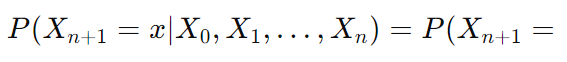 P(X_{n+1} = x|X_0, X_1, . . . , X_n) = P(X_{n+1} =